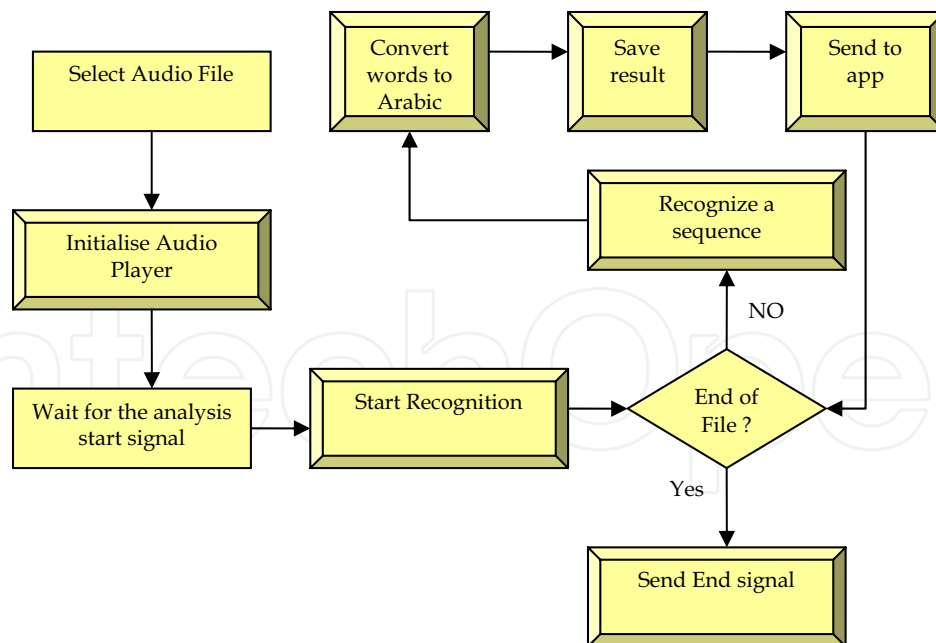 Select Audio File
Initialise Audio
Player
Wait for the analysis
start signal
Start Recognition
End of
File ?
NO
Recognize a
sequence
Convert
words to
Arabic
Save
result
Send to
app
Yes
Send End signal
ntechOpe